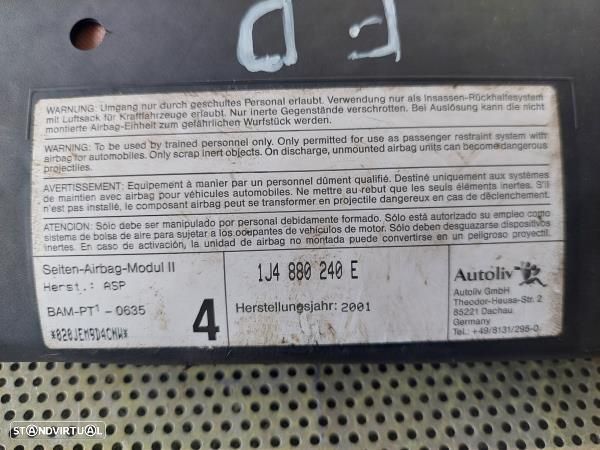 FD
WARNUNG: Umgang nur durch geschultes Personal erlaubt. Verwendung nur als Insassen-Rückhaltesystem
mit Luftsack für Kraftfahrzeuge erlaubt. Nur inerte Gegenstände verschrotten. Bei Auslösung kann die nicht
montierte Airbag-Einheit zum gefährlichen Wurfstück werden.
WARNING: To be used by trained personnel only. Only permitted for use as passenger restraint system with
airbag for automobiles. Only scrap inert objects. On discharge, unmounted airbag units can become dangerous
projectiles.
AVERTISSEMENT: Equipement à manier par un personnel dûment qualifié. Destiné uniquement aux systèmes
de maintien avec airbag pour véhicules automobiles. Ne mettre au rebut que les seuls éléments inertes. S'il
n'est pas installé, le composant airbag peut se transformer en projectile dangereux en cas de déclenchement.
ATENCION: Sólo debe ser manipulado por personal debidamente formado. Sólo está autorizado su empleo como
sistema de bolsa de aire para sujetar a los ocupantes de vehículos de motor. Sólo deben desguazarse dispositivos
inertes. En caso de activación, la unidad de airbag no montada puede convertirse en un peligroso proyectil.
Seiten-Airbag-Modul II
Herst.: ASP
BAM-PT¹ - 0635
*020JEM9D4CMW*
4
1J4 880 240 E
Herstellungsjahr: 2001
Autoliv
Autoliv GmbH
Theodor-Heuss-Str. 2
85221 Dachau
Germany
Tel.: +49/8131/295-0
STANDVIRTUAL